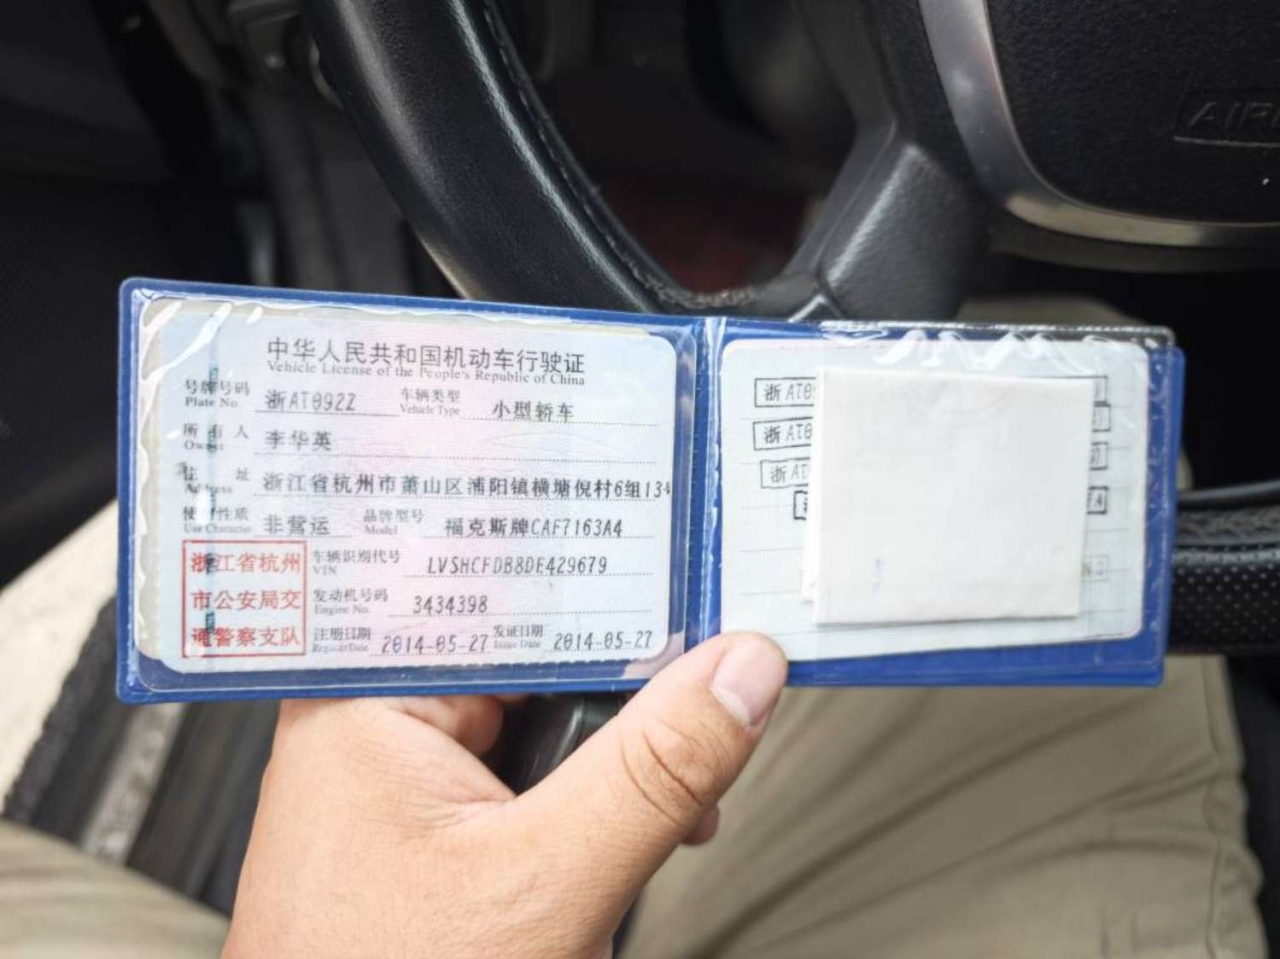 中华人民共和国机动车行驶证
Vehicle License of the People's Republic of China
号牌号码 浙AT092Z 车辆类型 小型轿车
Plate No. Vehicle Type
所有人 李华英
Owner
住址 浙江省杭州市萧山区浦阳镇横塘倪村6组13
Address
使用性质 非营运 品牌型号 福克斯牌CAF7163A4
Use Character Model
浙江省杭州 车辆识别代号 LVSHCFDB8DE429679
VIN
市公安局交 发动机号码 3434398
Engine No.
通警察支队 注册日期 2014-05-27 发证日期 2014-05-27
Register Date Issue Date
浙AT09
浙AT0
浙AT
AIR